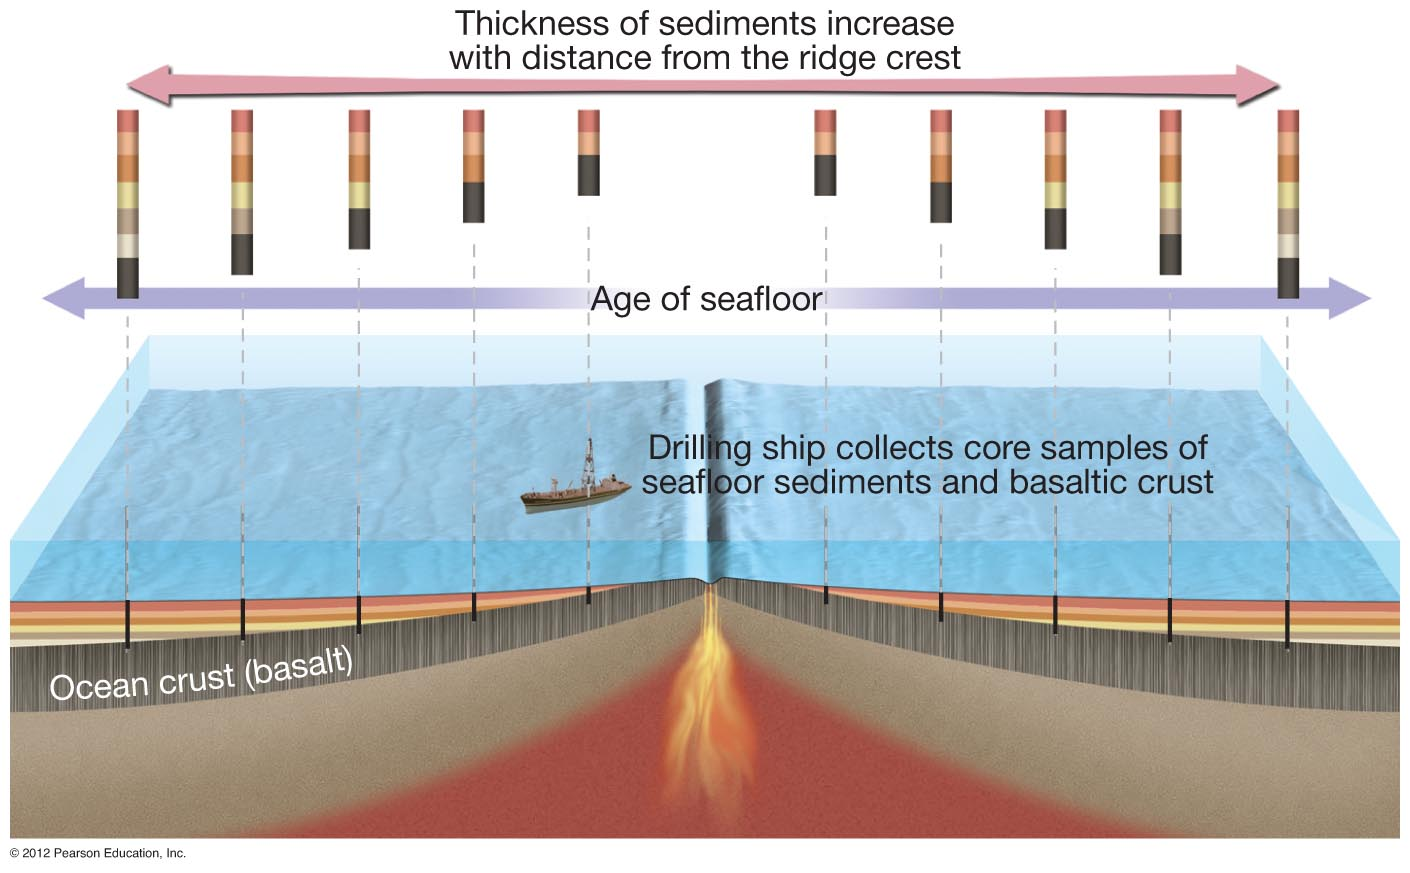 Thickness of sediments increase
with distance from the ridge crest
Age of seafloor
Drilling ship collects core samples of
seafloor sediments and basaltic crust
Ocean crust (basalt)
© 2012 Pearson Education, Inc.